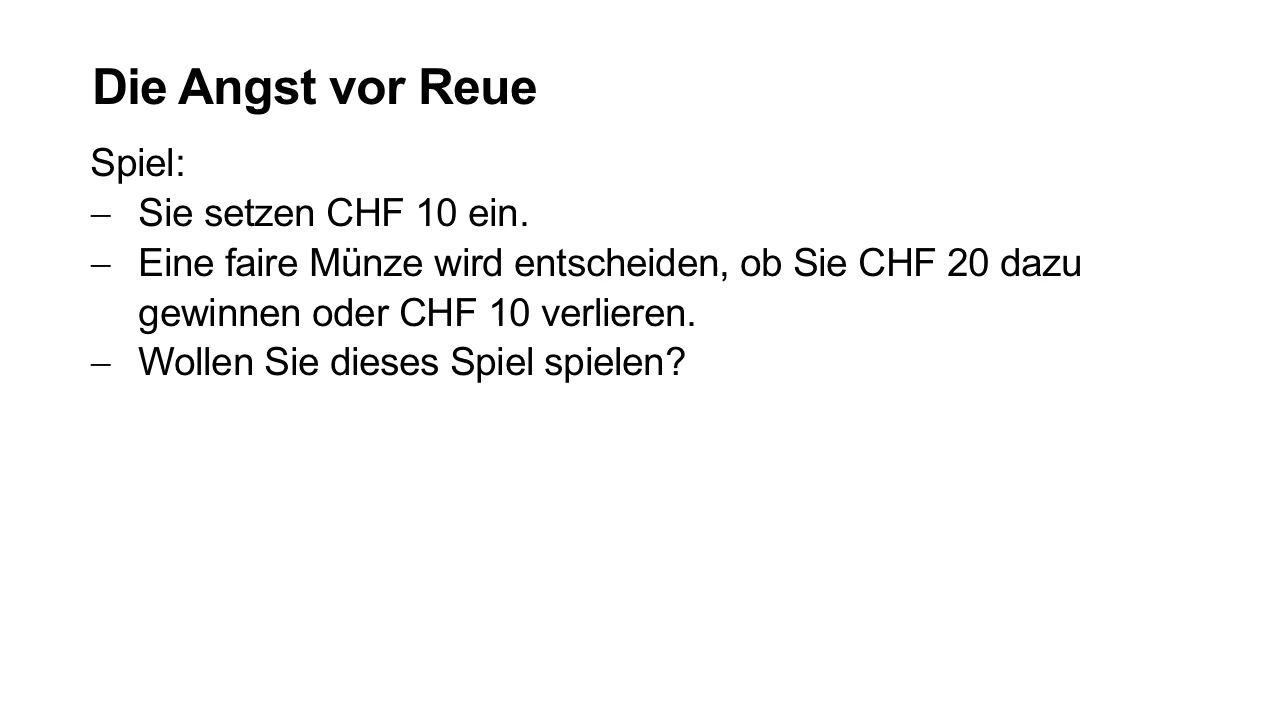 Die Angst vor Reue
Spiel:
– Sie setzen CHF 10 ein.
– Eine faire Münze wird entscheiden, ob Sie CHF 20 dazu
gewinnen oder CHF 10 verlieren.
– Wollen Sie dieses Spiel spielen?